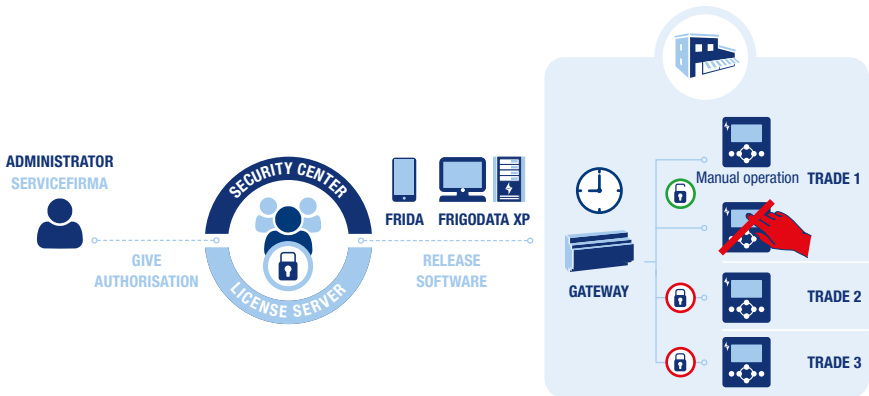 ADMINISTRATOR
SERVICEFIRMA
GIVE
AUTHORISATION
SECURITY CENTER
LICENSE SERVER
FRIDA
FRIGODATA XP
RELEASE
SOFTWARE
GATEWAY
Manual operation
TRADE 1
TRADE 2
TRADE 3